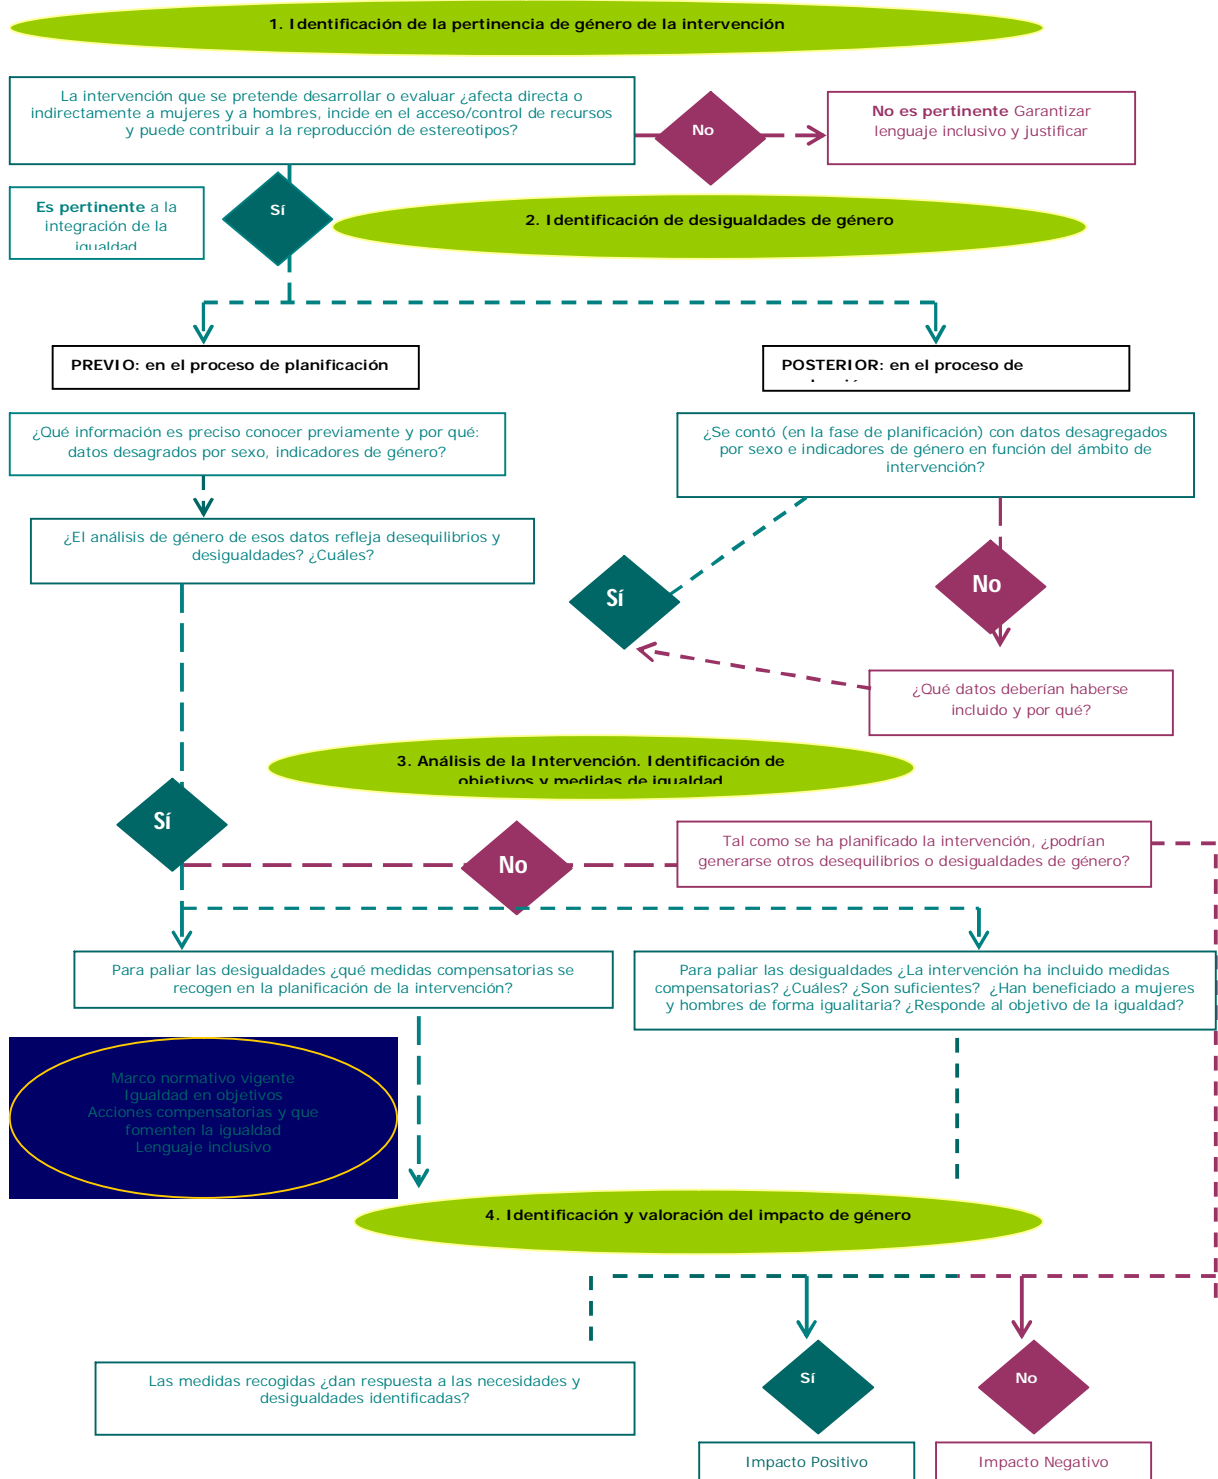 1. Identificación de la pertinencia de género de la intervención
La intervención que se pretende desarrollar o evaluar ¿afecta directa o
indirectamente a mujeres y a hombres, incide en el acceso/control de recursos
y puede contribuir a la reproducción de estereotipos?
No
No es pertinente Garantizar
lenguaje inclusivo y justificar
Es pertinente a la
integración de la
igualdad
Sí
2. Identificación de desigualdades de género
PREVIO: en el proceso de planificación
POSTERIOR: en el proceso de
¿Qué información es preciso conocer previamente y por qué:
datos desagrados por sexo, indicadores de género?
¿Se contó (en la fase de planificación) con datos desagregados
por sexo e indicadores de género en función del ámbito de
intervención?
¿El análisis de género de esos datos refleja desequilibrios y
desigualdades? ¿Cuáles?
Sí
No
¿Qué datos deberían haberse
incluido y por qué?
3. Análisis de la Intervención. Identificación de
objetivos y medidas de igualdad
Sí
No
Tal como se ha planificado la intervención, ¿podrían
generarse otros desequilibrios o desigualdades de género?
Para paliar las desigualdades ¿qué medidas compensatorias se
recogen en la planificación de la intervención?
Para paliar las desigualdades ¿La intervención ha incluido medidas
compensatorias? ¿Cuáles? ¿Son suficientes? ¿Han beneficiado a mujeres
y hombres de forma igualitaria? ¿Responde al objetivo de la igualdad?
Marco normativo vigente
Igualdad en objetivos
Acciones compensatorias y que
fomenten la igualdad
Lenguaje inclusivo
4. Identificación y valoración del impacto de género
Las medidas recogidas ¿dan respuesta a las necesidades y
desigualdades identificadas?
Sí
No
Impacto Positivo
Impacto Negativo